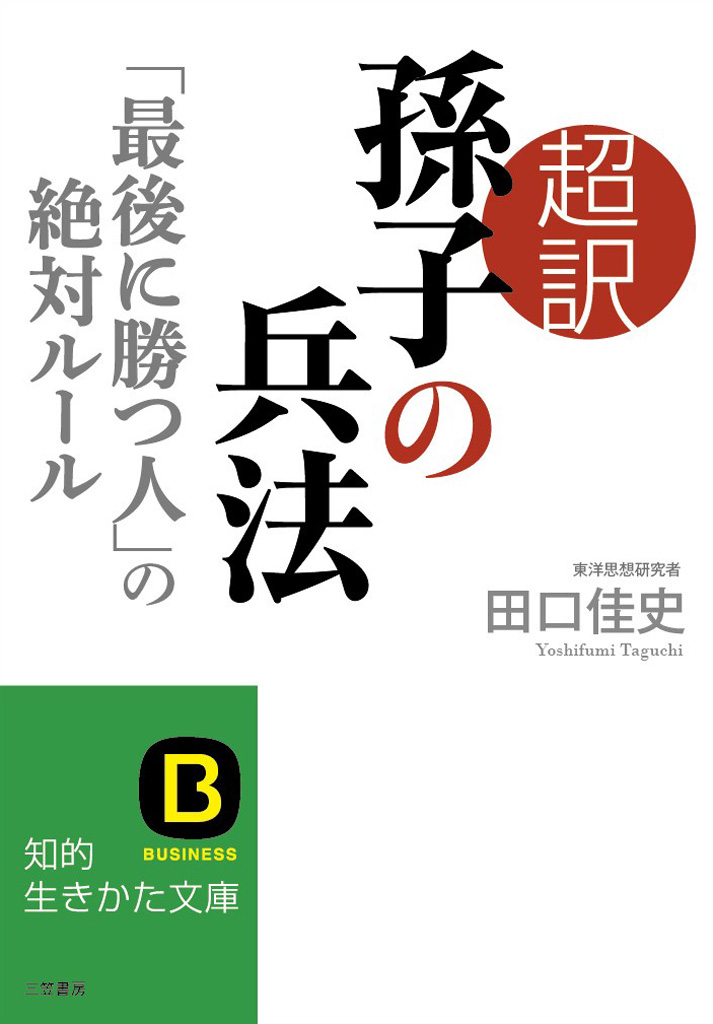 超訳
孫子の
兵法
「最後に勝つ人」の
絶対ルール
東洋思想研究者
田口佳史
Yoshifumi Taguchi
B
BUSINESS
知的
生きかた文庫
三笠書房